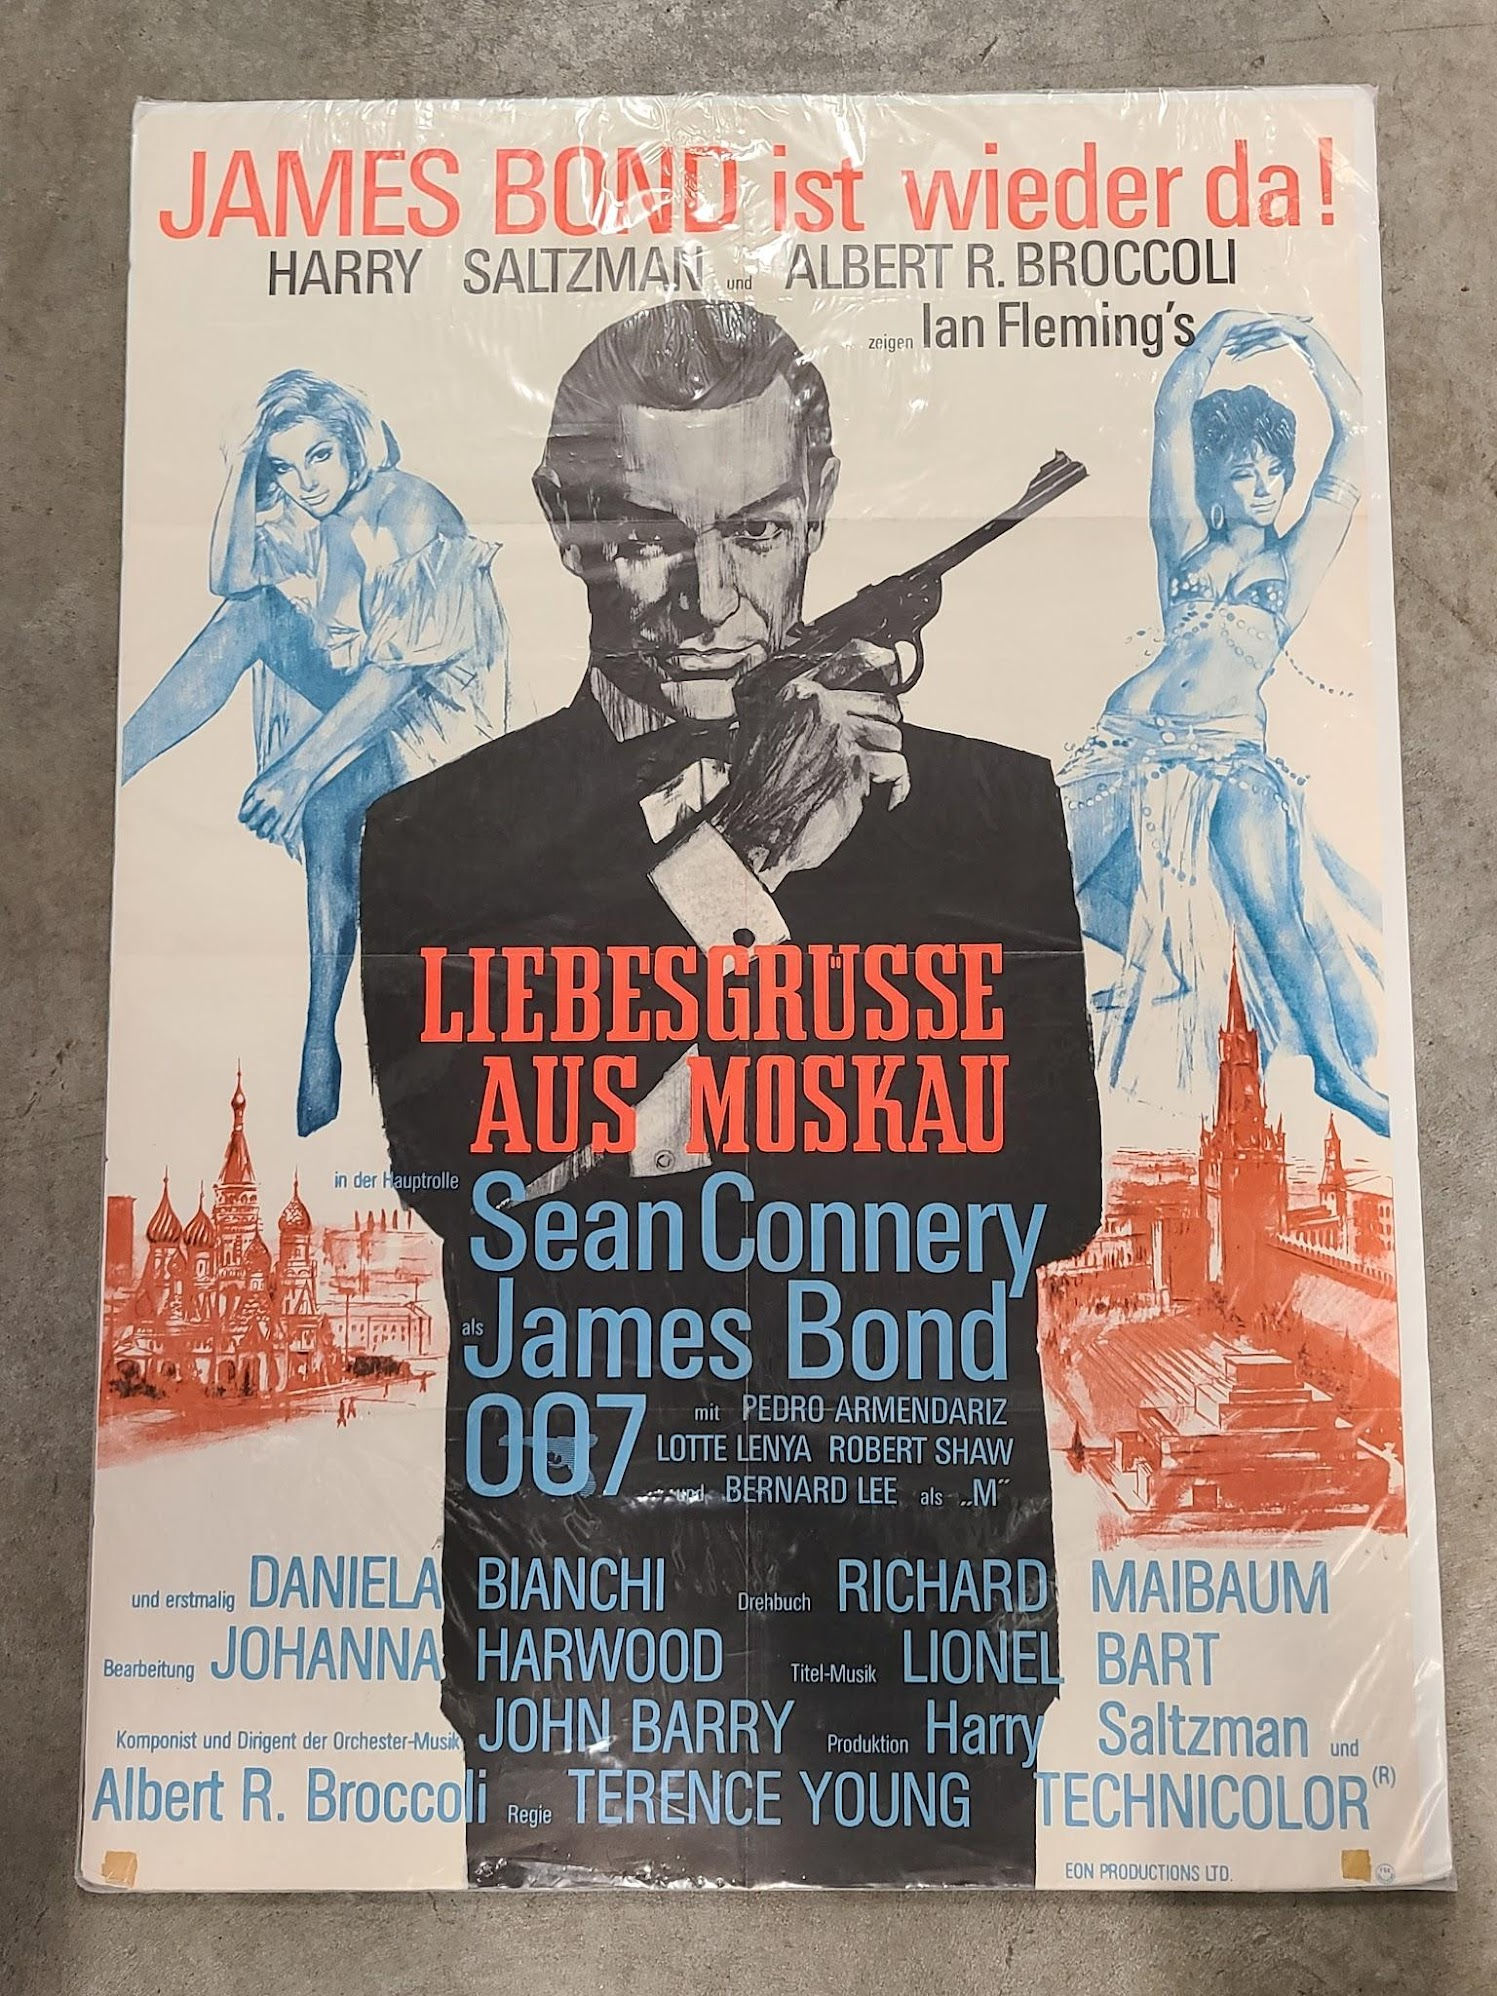 JAMES BOND ist wieder da!
HARRY SALTZMAN und ALBERT R. BROCCOLI
zeigen Ian Fleming's
LIEBESGRÜSSE
AUS MOSKAU
in der Hauptrolle Sean Connery
als James Bond
007 mit PEDRO ARMENDARIZ
LOTTE LENYA ROBERT SHAW
und BERNARD LEE als „M"
und erstmalig DANIELA BIANCHI Drehbuch RICHARD MAIBAUM
Bearbeitung JOHANNA HARWOOD Titel-Musik LIONEL BART
Komponist und Dirigent der Orchester-Musik JOHN BARRY Produktion Harry Saltzman und
Albert R. Broccoli Regie TERENCE YOUNG TECHNICOLOR (R)
EON PRODUCTIONS LTD.